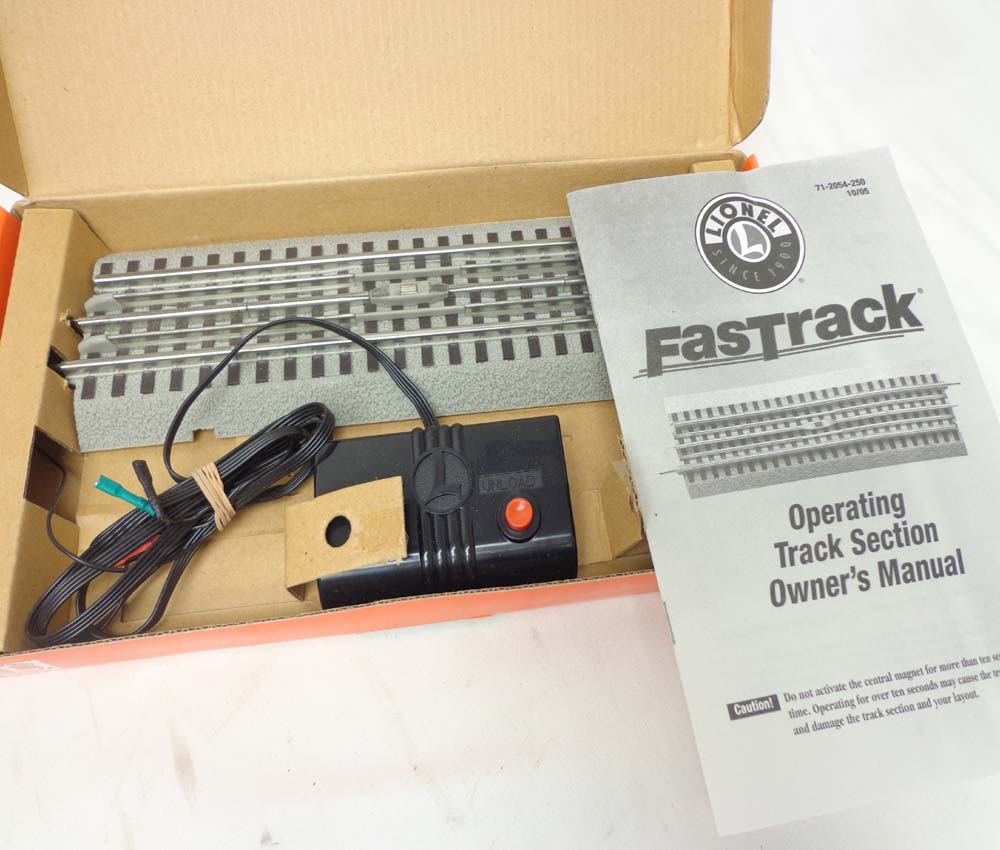 71-2054-250
10/05
LIONEL
L
SINCE 1900
FasTrack®
Operating
Track Section
Owner's Manual
Caution!
Do not activate the central magnet for more than ten
time. Operating for over ten seconds may cause the
and damage the track section and your layout.
L
UNLOAD